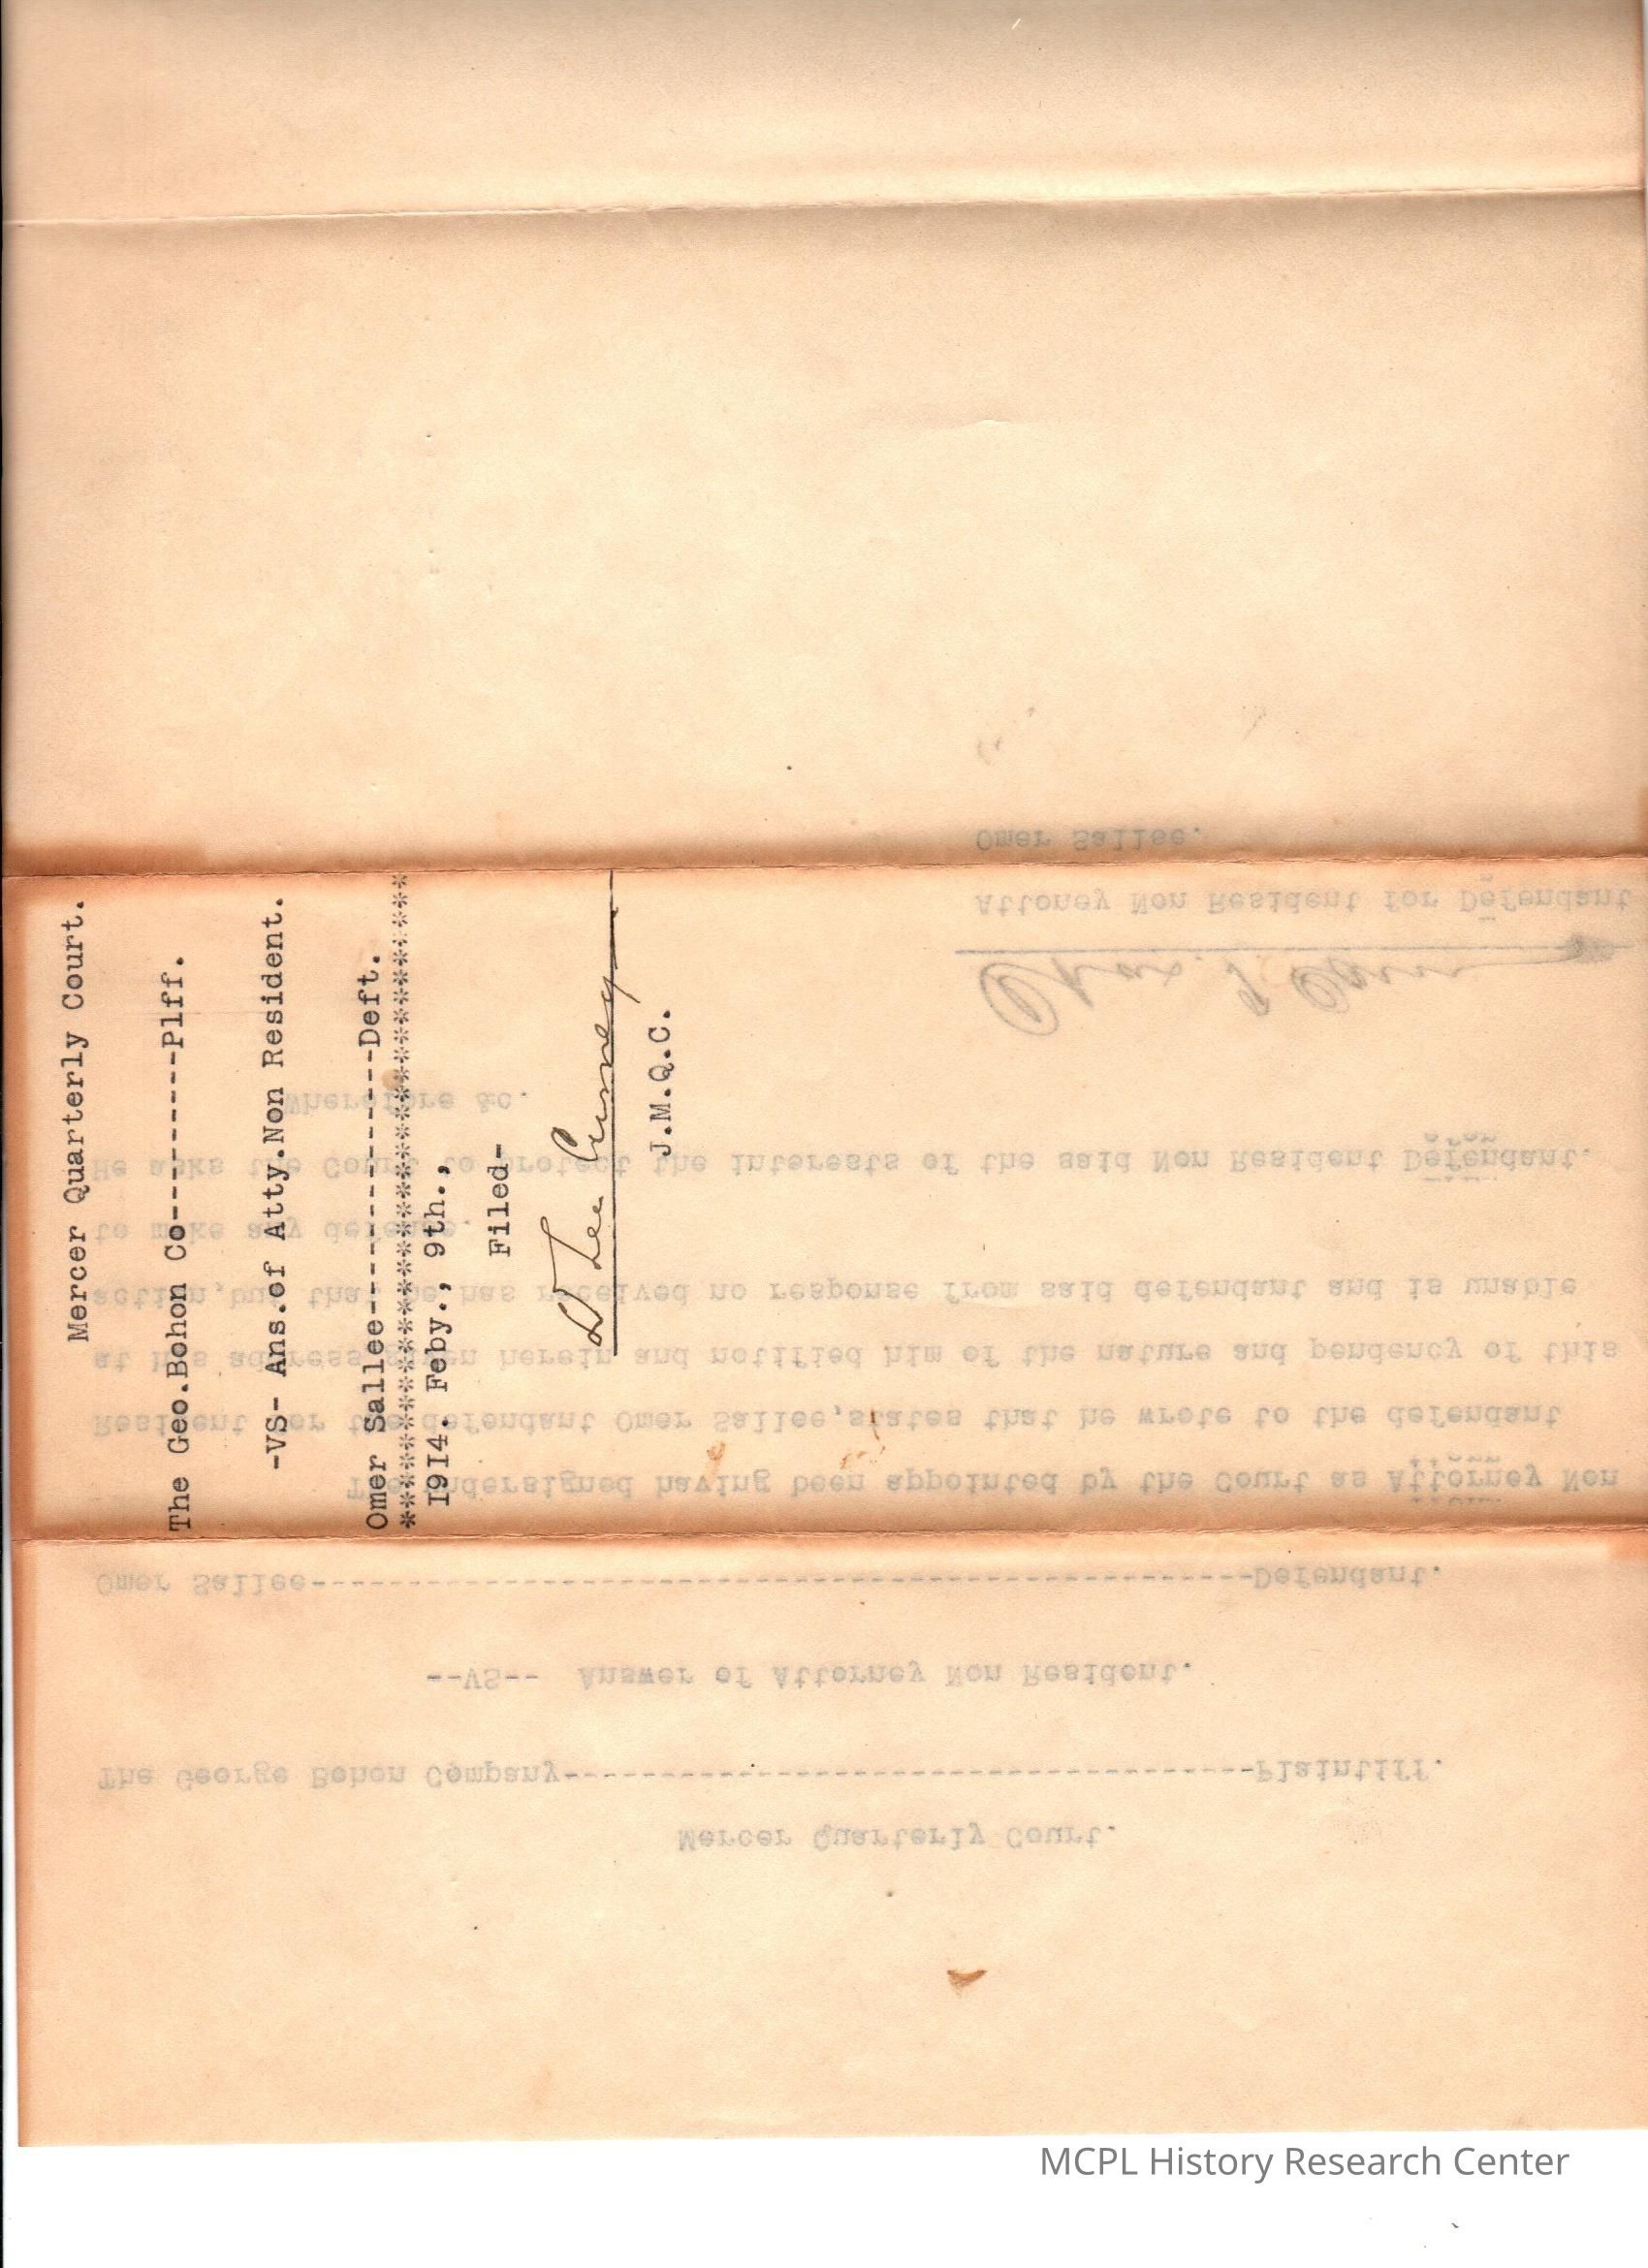 Mercer Quarterly Court.
The Geo.Bohon Co----------Plff.
-VS- Ans.of Atty.Non Resident.
Omer Sallee---------------Deft.
****************************************
1914. Feby., 9th.,
Filed-
J.M.Q.C.
Mercer Quarterly Court.
The George Bohon Company------------------------------------Plaintiff.
--VS-- Answer of Attorney Non Resident.
Omer Sallee-------------------------------------------------Defendant.
The undersigned having been appointed by the Court as Attorney Non
Resident for the defendant Omer Sallee,states that he wrote to the defendant
at his address given herein and notified him of the nature and pendency of this
action,but that he has received no response from said defendant and is unable
to make any defense.
He asks the Court to protect the interests of the said Non Resident Defendant.
Wherefore &c.
Attoney Non Resident for Defendant
Omer Sallee.
MCPL History Research Center